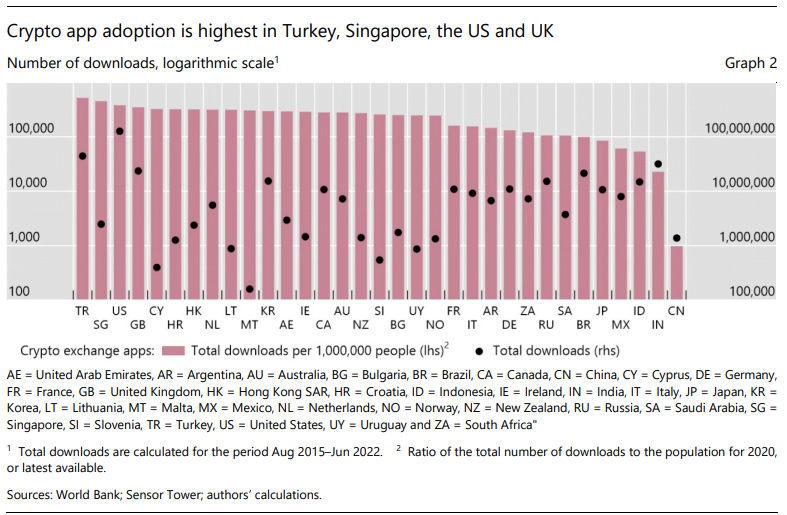 Crypto app adoption is highest in Turkey, Singapore, the US and UK
Number of downloads, logarithmic scale¹ Graph 2
100,000 100,000,000
10,000 10,000,000
1,000 1,000,000
100 100,000
TR US CY HK LT KR IE AU SI UY FR AR ZA SA JP ID CN
SG GB HR NL MT AE CA NZ BG NO IT DE RU BR MX IN
Crypto exchange apps: Total downloads per 1,000,000 people (lhs)² Total downloads (rhs)
AE = United Arab Emirates, AR = Argentina, AU = Australia, BG = Bulgaria, BR = Brazil, CA = Canada, CN = China, CY = Cyprus, DE = Germany,
FR = France, GB = United Kingdom, HK = Hong Kong SAR, HR = Croatia, ID = Indonesia, IE = Ireland, IN = India, IT = Italy, JP = Japan, KR =
Korea, LT = Lithuania, MT = Malta, MX = Mexico, NL = Netherlands, NO = Norway, NZ = New Zealand, RU = Russia, SA = Saudi Arabia, SG =
Singapore, SI = Slovenia, TR = Turkey, US = United States, UY = Uruguay and ZA = South Africa"
¹ Total downloads are calculated for the period Aug 2015–Jun 2022. ² Ratio of the total number of downloads to the population for 2020,
or latest available.
Sources: World Bank; Sensor Tower; authors' calculations.